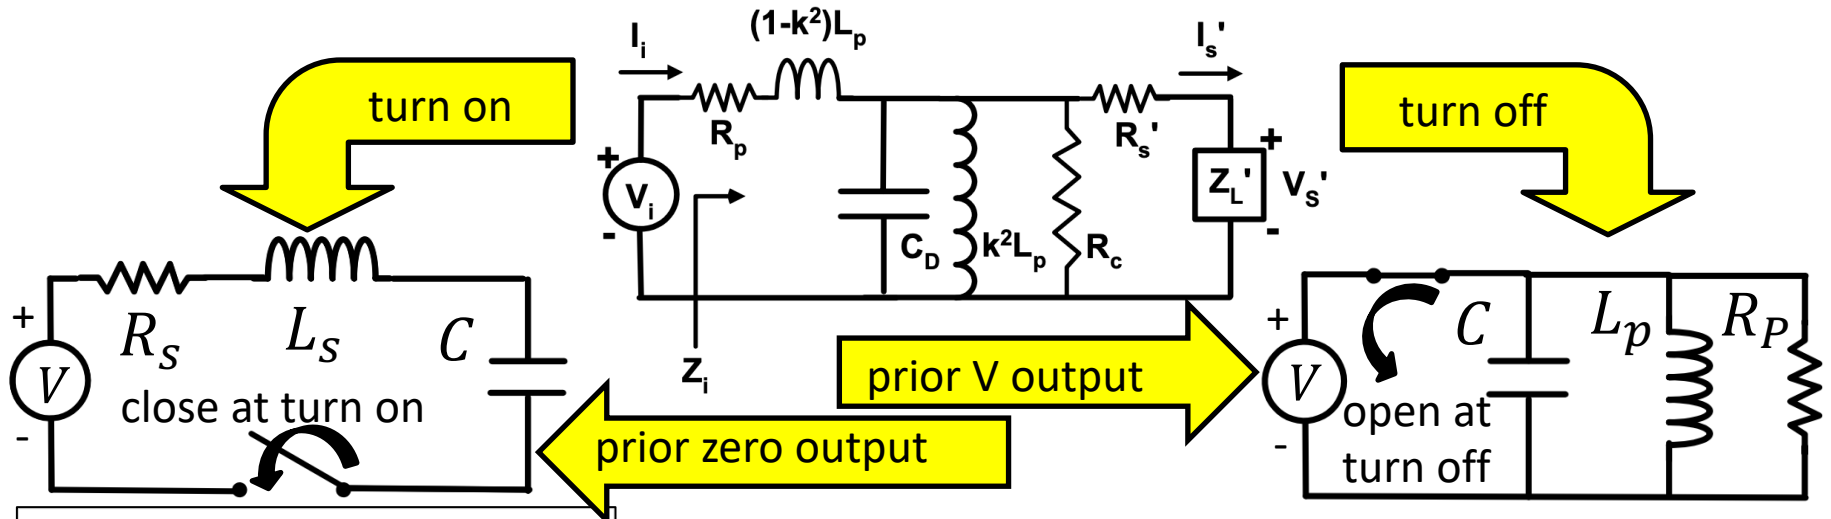 (1-k²)Lp
Ii
Is'
turn on
turn off
Rp
Rs'
+
+
Vi
ZL'
Vs'
-
-
CD
k²Lp
Rc
Zi
+
Rs
Ls
C
V
close at turn on
-
prior V output
prior zero output
+
C
Lp
RP
V
open at
turn off
-